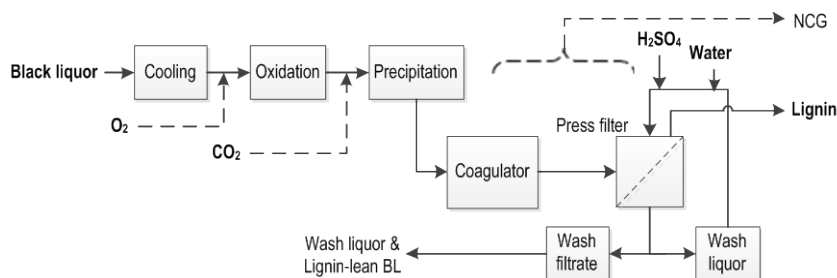 NCG
H₂SO₄
Water
Black liquor
Cooling
Oxidation
Precipitation
Lignin
Press filter
O₂
CO₂
Coagulator
Wash liquor &
Lignin-lean BL
Wash
filtrate
Wash
liquor